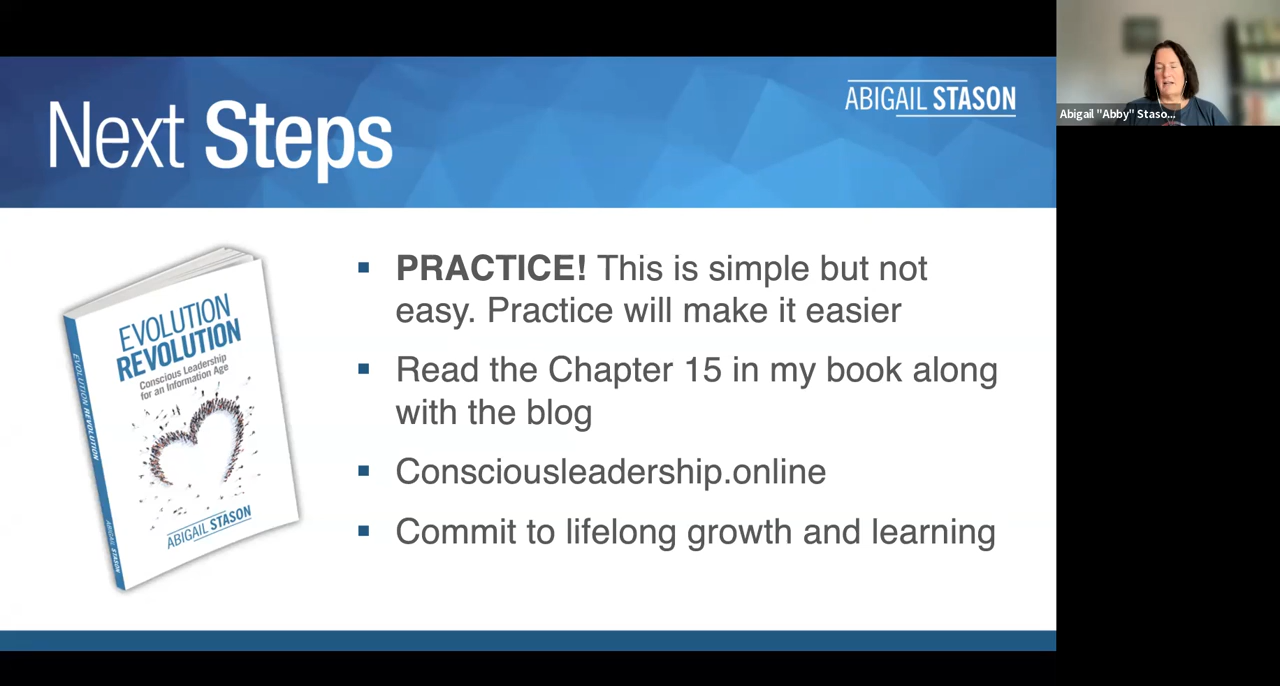 Next Steps
ABIGAIL STASON
Abigail "Abby" Staso...
PRACTICE! This is simple but not
easy. Practice will make it easier
Read the Chapter 15 in my book along
with the blog
Consciousleadership.online
Commit to lifelong growth and learning
EVOLUTION
REVOLUTION
Conscious Leadership
for an Information Age
ABIGAIL STASON
EVOLUTION REVOLUTION
ABIGAIL STASON